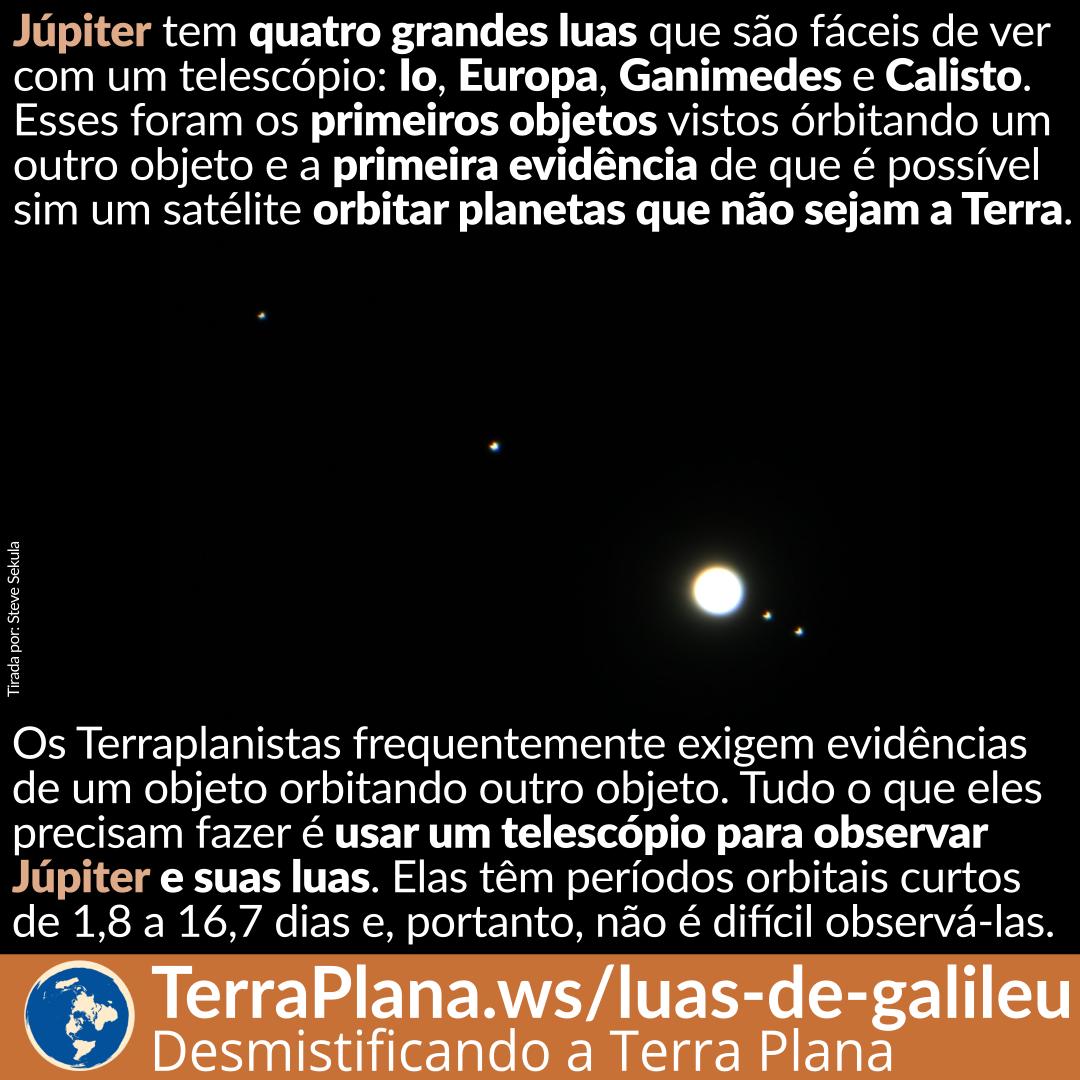 Júpiter tem quatro grandes luas que são fáceis de ver
com um telescópio: Io, Europa, Ganimedes e Calisto.
Esses foram os primeiros objetos vistos órbitando um
outro objeto e a primeira evidência de que é possível
sim um satélite orbitar planetas que não sejam a Terra.
Tirada por: Steve Sekula
Os Terraplanistas frequentemente exigem evidências
de um objeto orbitando outro objeto. Tudo o que eles
precisam fazer é usar um telescópio para observar
Júpiter e suas luas. Elas têm períodos orbitais curtos
de 1,8 a 16,7 dias e, portanto, não é difícil observá-las.
TerraPlana.ws/luas-de-galileu
Desmistificando a Terra Plana